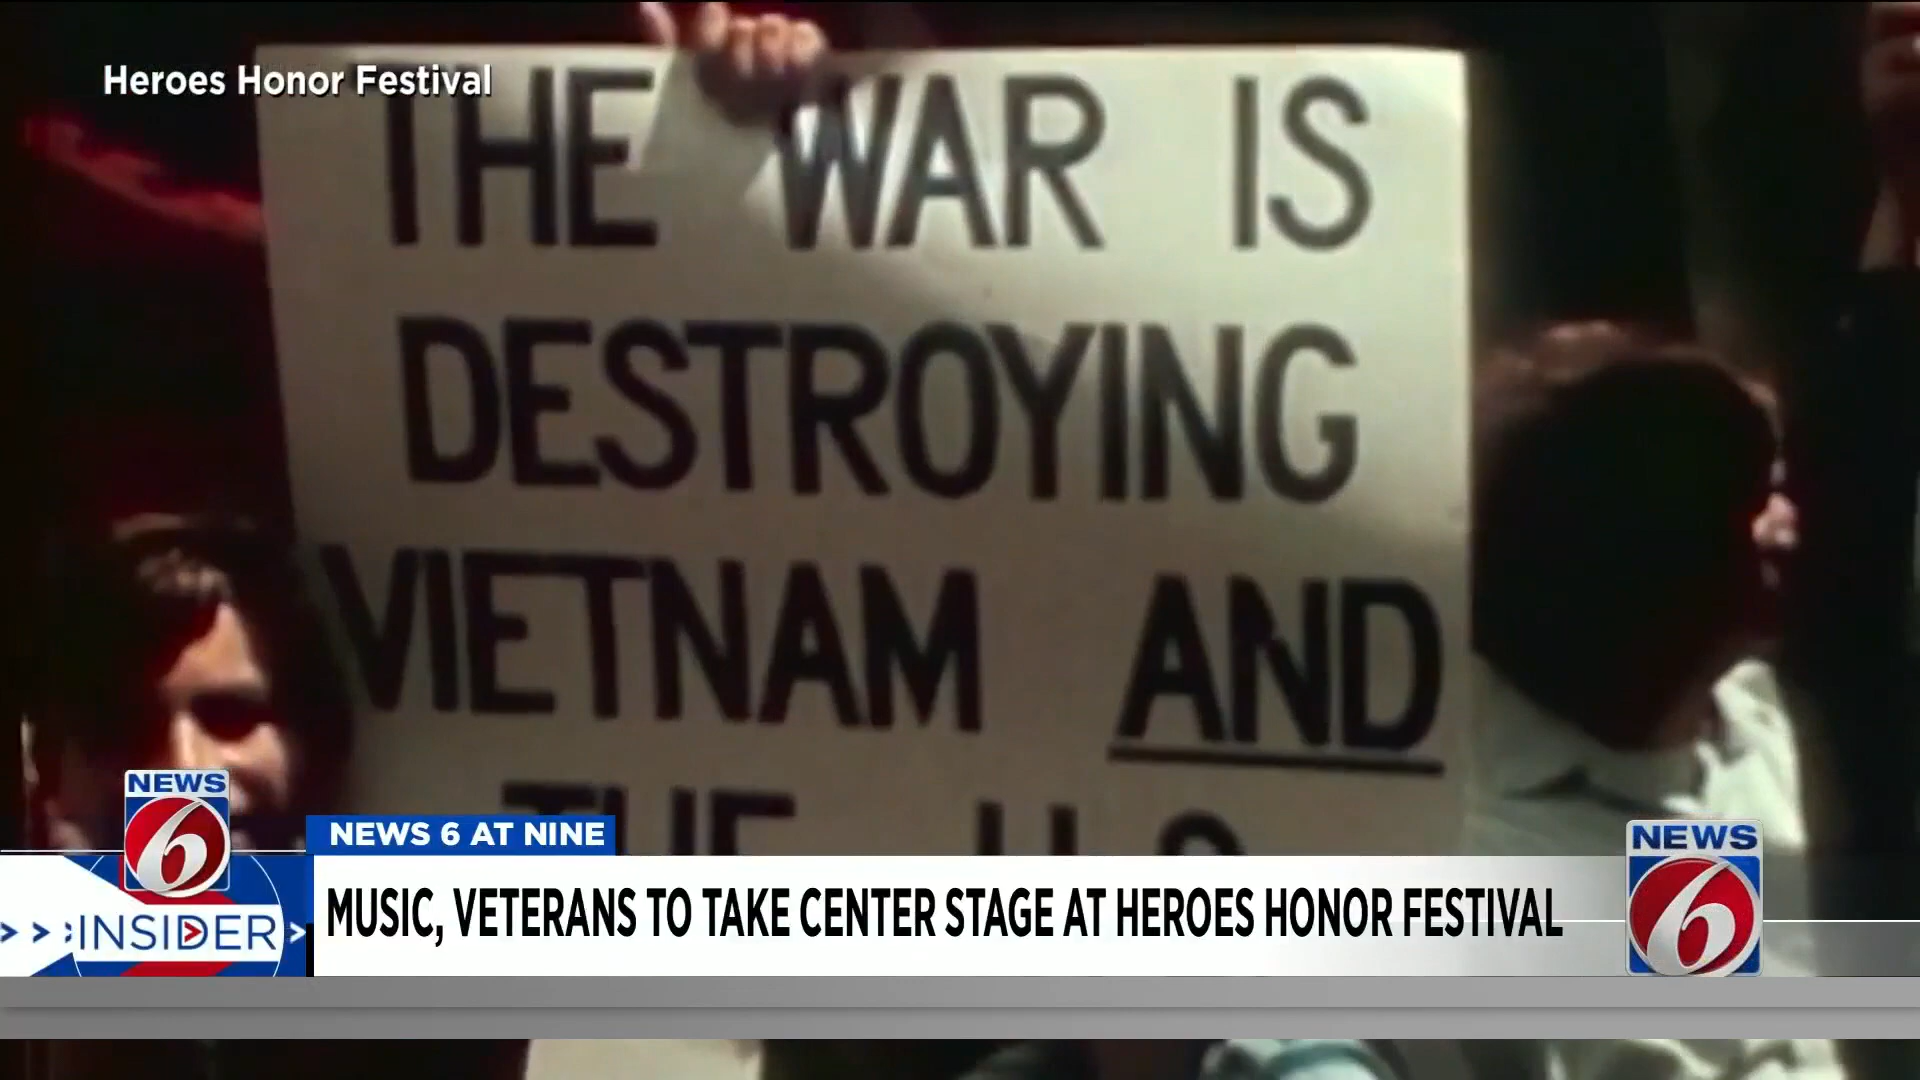 Heroes Honor Festival
THE WAR IS
DESTROYING
VIETNAM AND
THE U.S.
NEWS
6
NEWS 6 AT NINE
INSIDER
MUSIC, VETERANS TO TAKE CENTER STAGE AT HEROES HONOR FESTIVAL
NEWS
6